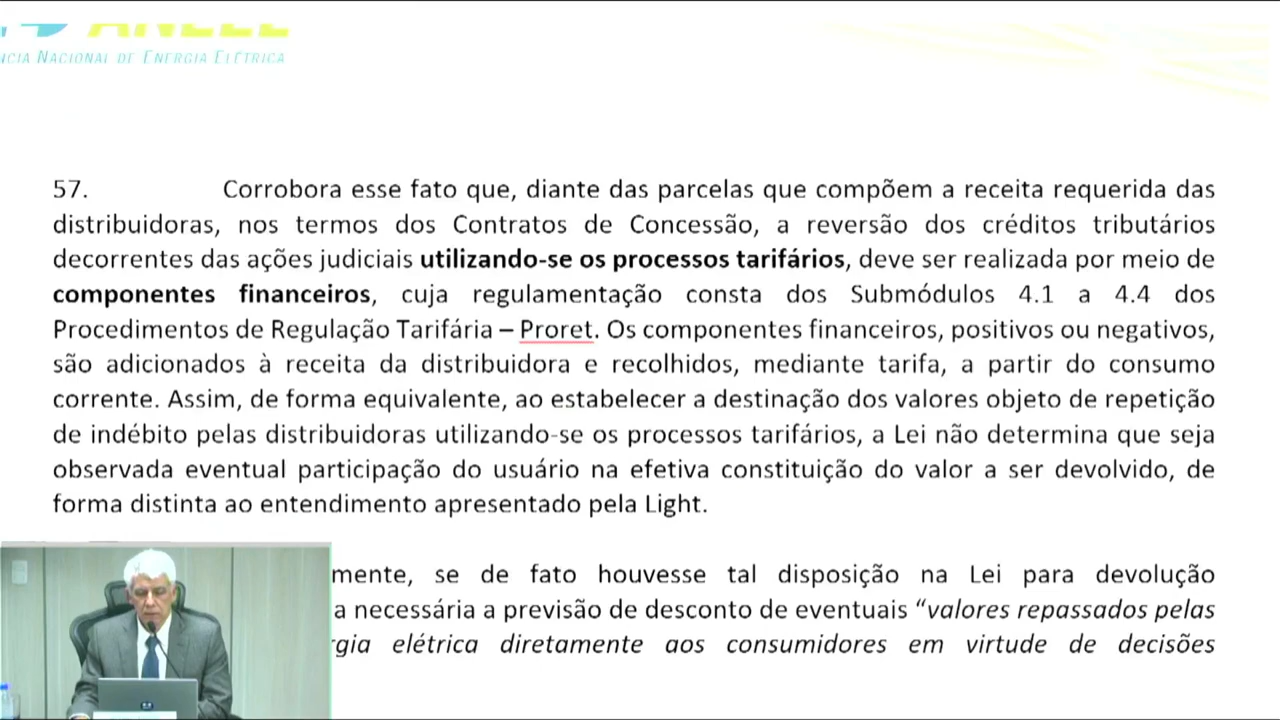 ANEEL
NCIA NACIONAL DE ENERGIA ELÉTRICA
57. Corrobora esse fato que, diante das parcelas que compõem a receita requerida das
distribuidoras, nos termos dos Contratos de Concessão, a reversão dos créditos tributários
decorrentes das ações judiciais utilizando-se os processos tarifários, deve ser realizada por meio de
componentes financeiros, cuja regulamentação consta dos Submódulos 4.1 a 4.4 dos
Procedimentos de Regulação Tarifária – Proret. Os componentes financeiros, positivos ou negativos,
são adicionados à receita da distribuidora e recolhidos, mediante tarifa, a partir do consumo
corrente. Assim, de forma equivalente, ao estabelecer a destinação dos valores objeto de repetição
de indébito pelas distribuidoras utilizando-se os processos tarifários, a Lei não determina que seja
observada eventual participação do usuário na efetiva constituição do valor a ser devolvido, de
forma distinta ao entendimento apresentado pela Light.
mente, se de fato houvesse tal disposição na Lei para devolução
a necessária a previsão de desconto de eventuais “valores repassados pelas
rgia elétrica diretamente aos consumidores em virtude de decisões